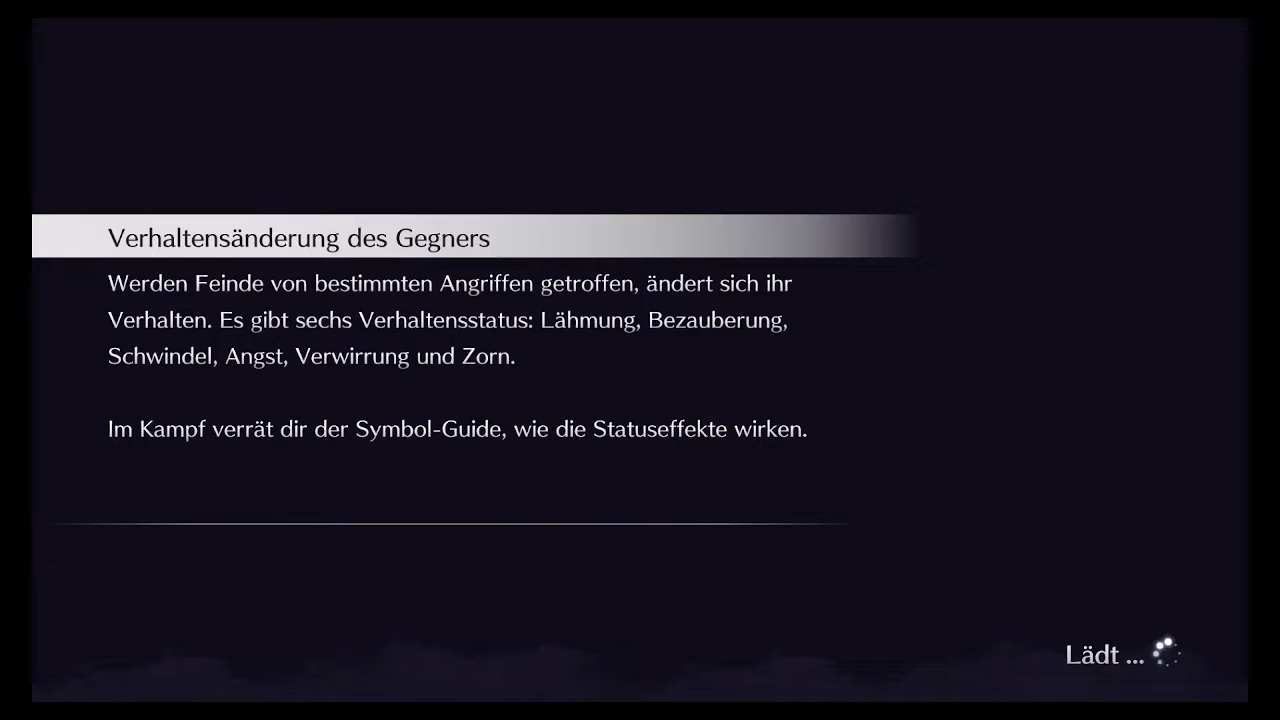 Verhaltensänderung des Gegners
Werden Feinde von bestimmten Angriffen getroffen, ändert sich ihr
Verhalten. Es gibt sechs Verhaltensstatus: Lähmung, Bezauberung,
Schwindel, Angst, Verwirrung und Zorn.
Im Kampf verrät dir der Symbol-Guide, wie die Statuseffekte wirken.
Lädt ...